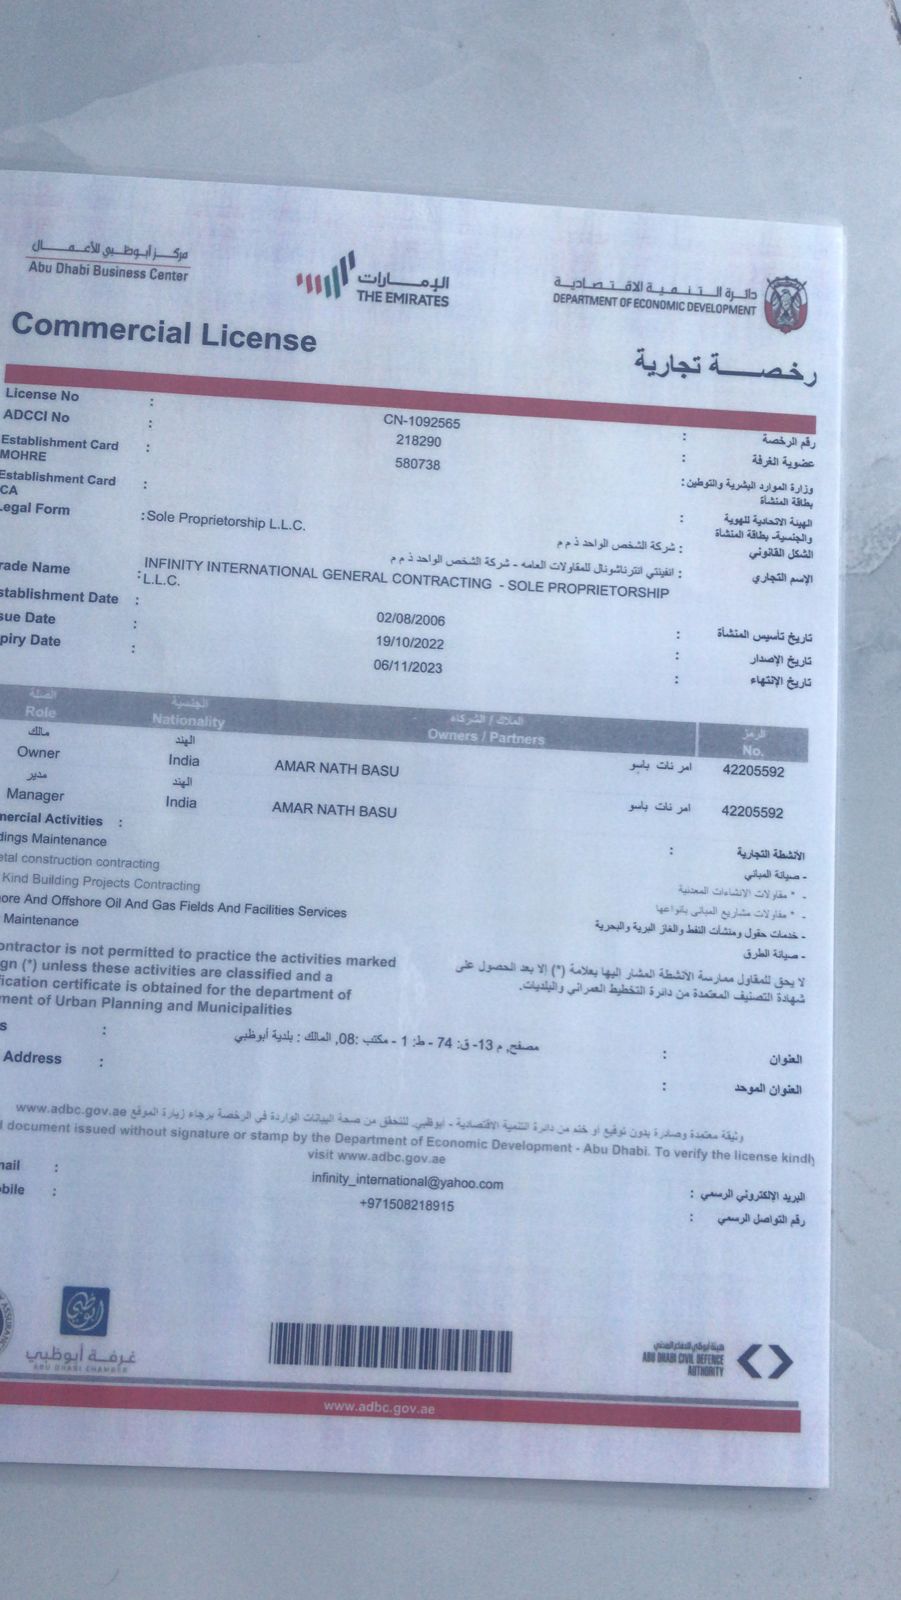 مركز أبوظبي للأعمال
Abu Dhabi Business Center
الإمارات
THE EMIRATES
دائرة التنمية الاقتصادية
DEPARTMENT OF ECONOMIC DEVELOPMENT
Commercial License
رخصة تجارية
License No : CN-1092565 : رقم الرخصة
ADCCI No : 218290 : عضوية الغرفة
Establishment Card MOHRE : 580738 : وزارة الموارد البشرية والتوطين
بطاقة المنشأة
Establishment Card : : الهيئة الاتحادية للهوية
CA والجنسية- بطاقة المنشأة
egal Form : Sole Proprietorship L.L.C. : شركة الشخص الواحد ذ م م الشكل القانوني
rade Name : INFINITY INTERNATIONAL GENERAL CONTRACTING - SOLE PROPRIETORSHIP L.L.C. : انفينتي انترناشونال للمقاولات العامه - شركة الشخص الواحد ذ م م الإسم التجاري
stablishment Date : 02/08/2006 : تاريخ تأسيس المنشأة
sue Date : 19/10/2022 : تاريخ الإصدار
piry Date : 06/11/2023 : تاريخ الإنتهاء
الصفة الجنسية الملاك / الشركاء الرمز
Role Nationality Owners / Partners No.
مالك الهند
Owner India AMAR NATH BASU امر نات باسو 42205592
مدير الهند
Manager India AMAR NATH BASU امر نات باسو 42205592
mercial Activities : : الأنشطة التجارية
dings Maintenance - صيانة المباني
etal construction contracting - * مقاولات الانشاءات المعدنية
Kind Building Projects Contracting - * مقاولات مشاريع المباني بانواعها
ore And Offshore Oil And Gas Fields And Facilities Services - خدمات حقول ومنشآت النفط والغاز البرية والبحرية
Maintenance - صيانة الطرق
ontractor is not permitted to practice the activities marked
gn (*) unless these activities are classified and a
fication certificate is obtained for the department of
ment of Urban Planning and Municipalities
لا يحق للمقاول ممارسة الأنشطة المشار إليها بعلامة (*) إلا بعد الحصول على
شهادة التصنيف المعتمدة من دائرة التخطيط العمراني والبلديات.
s : مصفح, م 13- ق: 74 - ط: 1 - مكتب :08, المالك : بلدية أبوظبي : العنوان
Address : : العنوان الموحد
وثيقة معتمدة وصادرة بدون توقيع أو ختم من دائرة التنمية الاقتصادية - أبوظبي. للتحقق من صحة البيانات الواردة في الرخصة برجاء زيارة الموقع www.adbc.gov.ae
d document issued without signature or stamp by the Department of Economic Development - Abu Dhabi. To verify the license kindly
visit www.adbc.gov.ae
nail : infinity_international@yahoo.com : البريد الإلكتروني الرسمي
obile : +971508218915 : رقم التواصل الرسمي
أبوظبي
غرفة أبوظبي
ABU DHABI CHAMBER
هيئة أبوظبي للدفاع المدني
ABU DHABI CIVIL DEFENCE
AUTHORITY
www.adbc.gov.ae